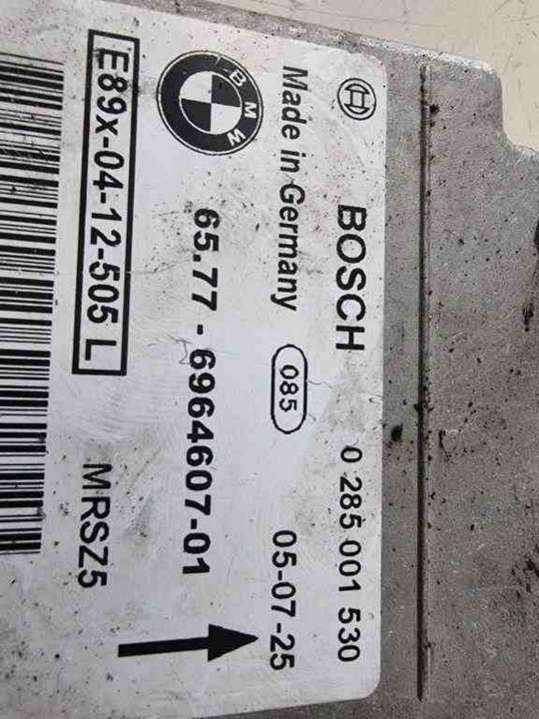 BOSCH 0 285 001 530
Made in Germany 085 05-07-25
BMW 65.77 - 6964607-01
E89x-04-12-505 L MRSZ5